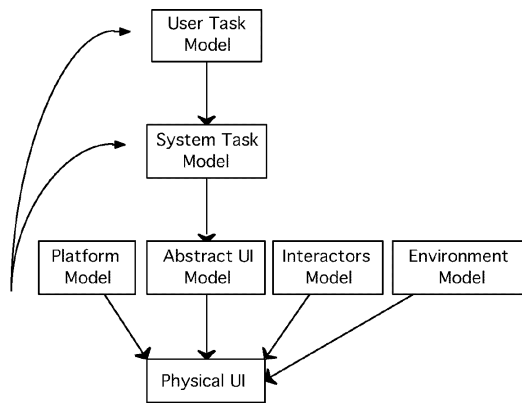 User Task
Model
System Task
Model
Platform
Model
Abstract UI
Model
Interactors
Model
Environment
Model
Physical UI